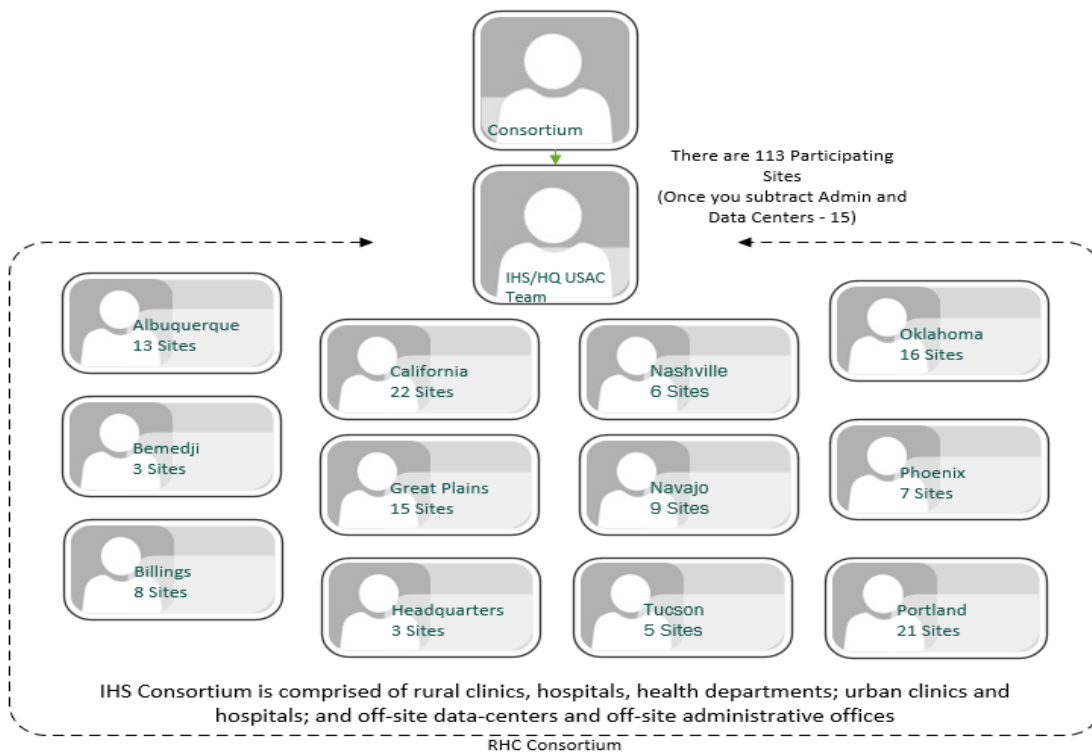 Consortium
There are 113 Participating
Sites
(Once you subtract Admin and
Data Centers - 15)
IHS/HQ USAC
Team
Albuquerque
13 Sites
Bemedji
3 Sites
Billings
8 Sites
California
22 Sites
Great Plains
15 Sites
Headquarters
3 Sites
Nashville
6 Sites
Navajo
9 Sites
Tucson
5 Sites
Oklahoma
16 Sites
Phoenix
7 Sites
Portland
21 Sites
IHS Consortium is comprised of rural clinics, hospitals, health departments; urban clinics and
hospitals; and off-site data-centers and off-site administrative offices
RHC Consortium